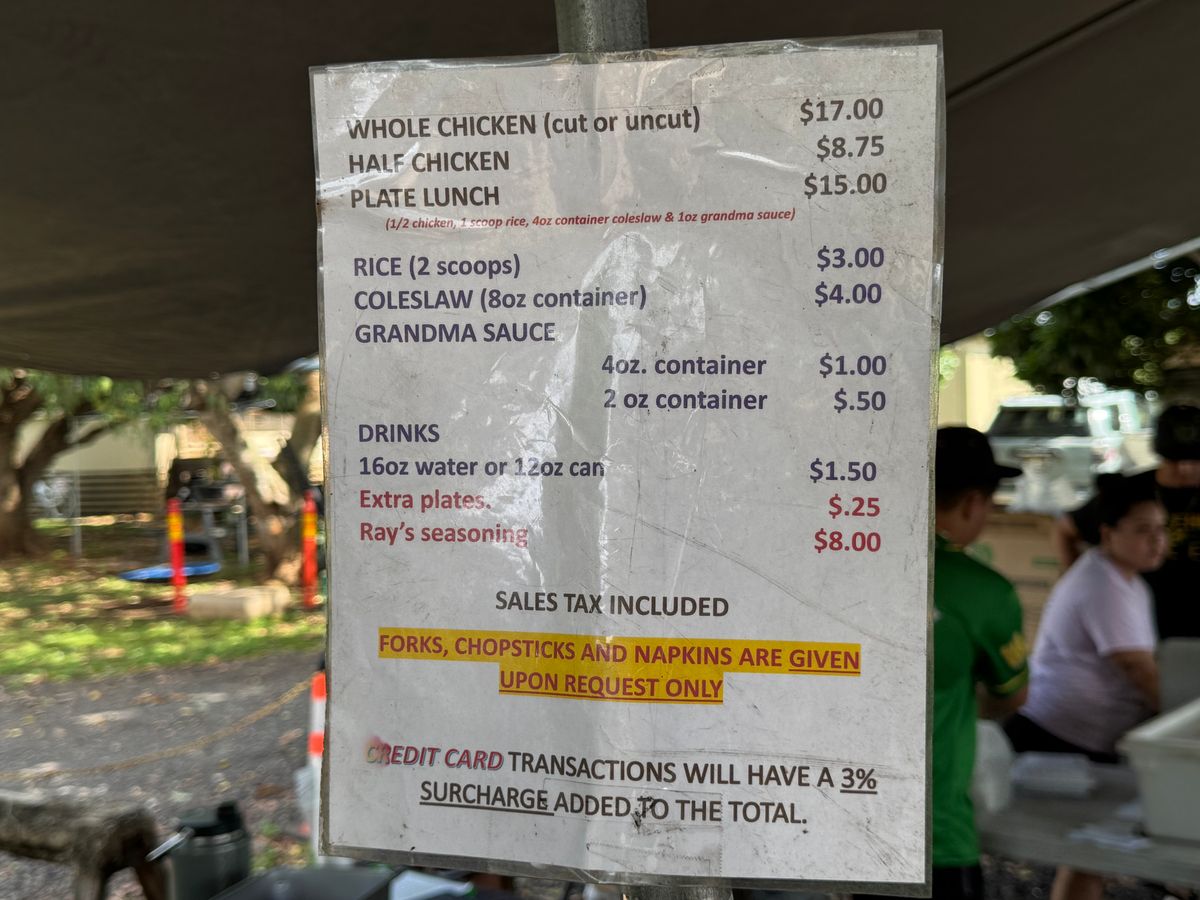 WHOLE CHICKEN (cut or uncut) $17.00
HALF CHICKEN $8.75
PLATE LUNCH $15.00
(1/2 chicken, 1 scoop rice, 4oz container coleslaw & 1oz grandma sauce)
RICE (2 scoops) $3.00
COLESLAW (8oz container) $4.00
GRANDMA SAUCE
4oz. container $1.00
2 oz container $.50
DRINKS
16oz water or 12oz can $1.50
Extra plates. $.25
Ray's seasoning $8.00
SALES TAX INCLUDED
FORKS, CHOPSTICKS AND NAPKINS ARE GIVEN
UPON REQUEST ONLY
CREDIT CARD TRANSACTIONS WILL HAVE A 3%
SURCHARGE ADDED TO THE TOTAL.